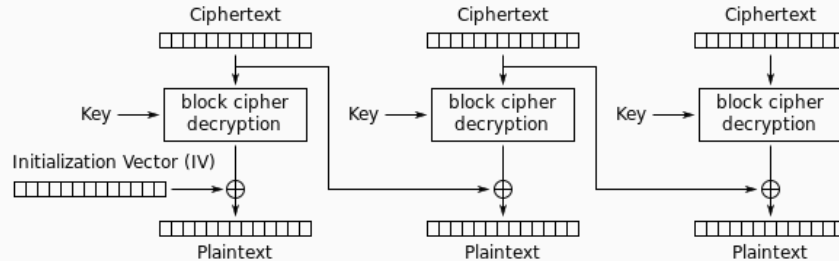 Ciphertext Ciphertext Ciphertext
Key block cipher decryption Key block cipher decryption Key block cipher decryption
Initialization Vector (IV)
Plaintext Plaintext Plaintext